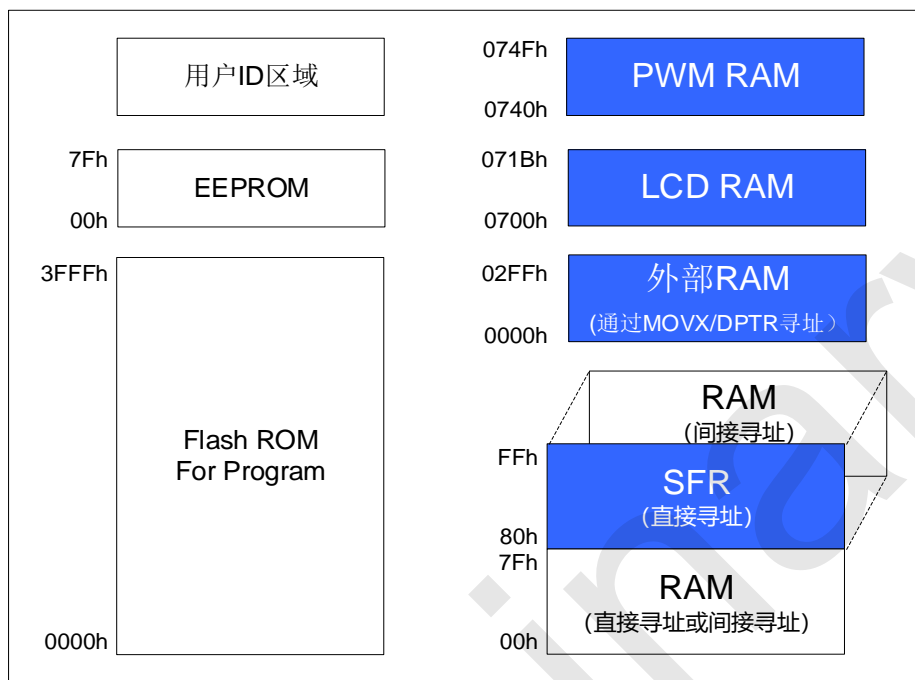 用户ID区域
7Fh
EEPROM
00h
3FFFh
Flash ROM
For Program
0000h
074Fh
PWM RAM
0740h
071Bh
LCD RAM
0700h
02FFh
外部RAM
(通过MOVX/DPTR寻址）
0000h
RAM
(间接寻址)
FFh
SFR
(直接寻址)
80h
7Fh
RAM
(直接寻址或间接寻址)
00h